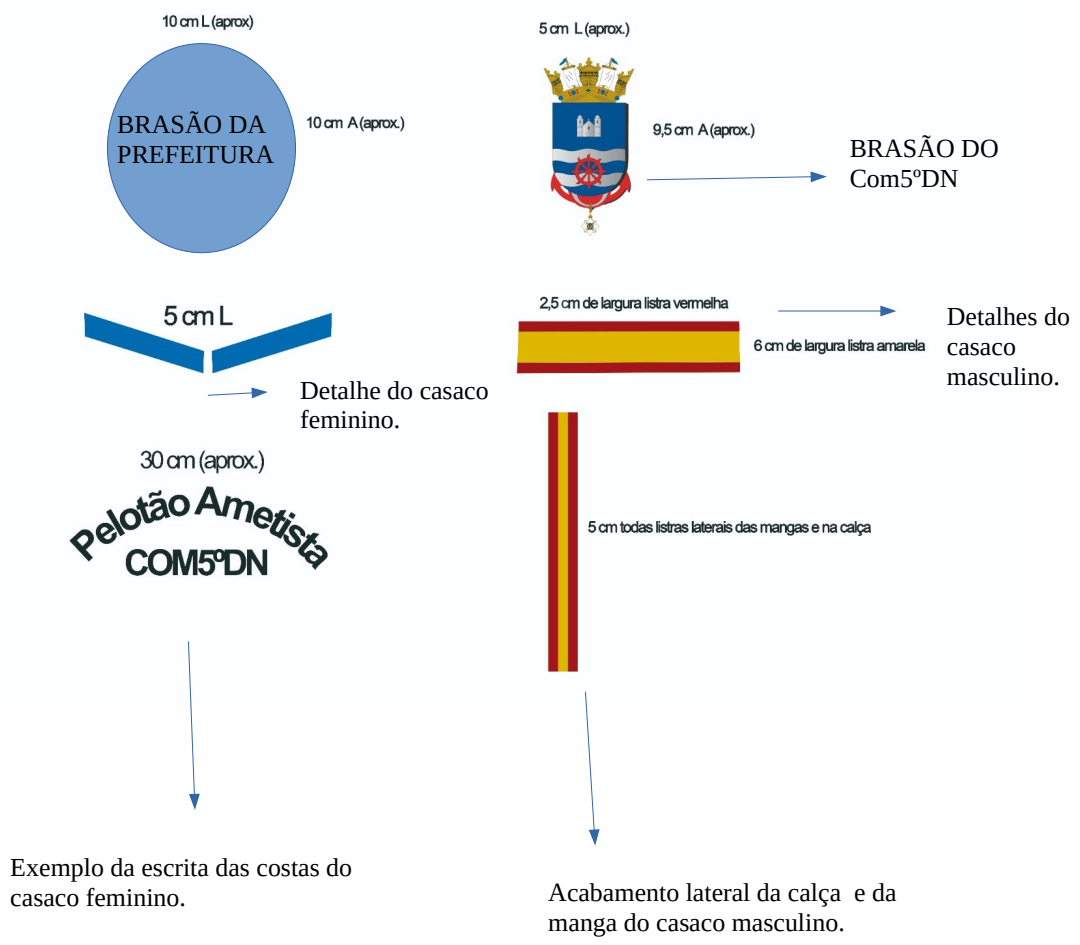 10 cm L (aprox)
BRASÃO DA
PREFEITURA
10 cm A (aprox.)
5 cm L (aprox.)
9,5 cm A (aprox.)
BRASÃO DO
Com5ºDN
5 cm L
Detalhe do casaco
feminino.
2,5 cm de largura listra vermelha
6 cm de largura listra amarela
Detalhes do
casaco
masculino.
30 cm (aprox.)
Pelotão Ametista
COM5ºDN
5 cm todas listras laterais das mangas e na calça
Exemplo da escrita das costas do
casaco feminino.
Acabamento lateral da calça e da
manga do casaco masculino.